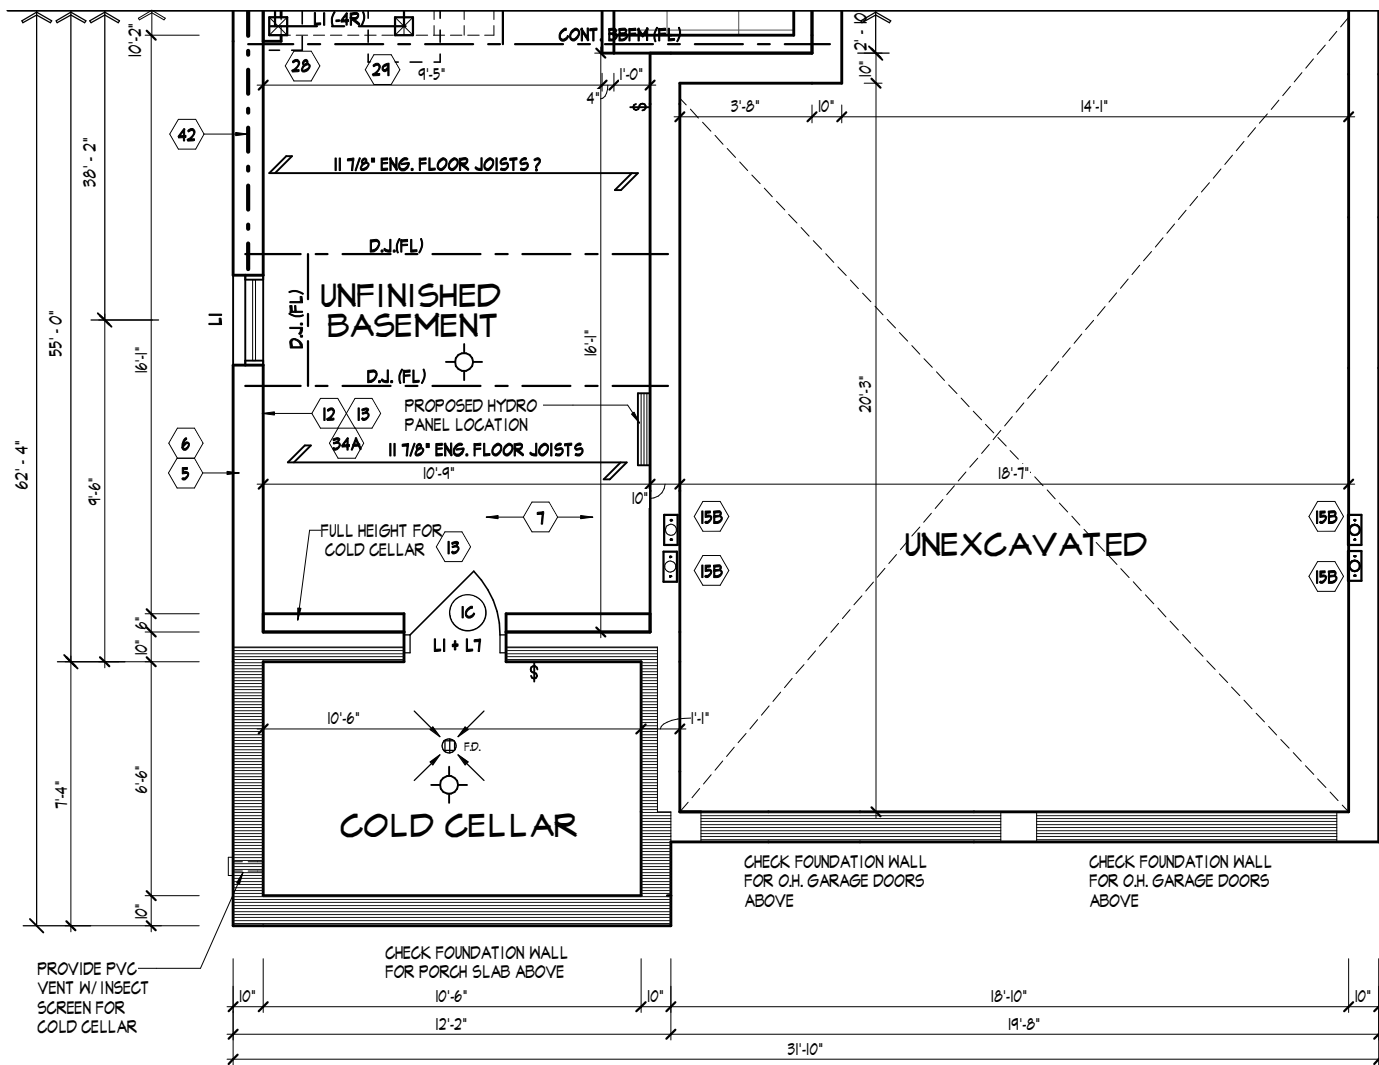 LI (-4R)
CONT. BBFM (FL)
10'-2"
2' - 10
10"
28
29
9'-5"
1'-0"
4"
$
3'-8"
10"
14'-1"
42
38' - 2"
11 7/8" ENG. FLOOR JOISTS ?
D.J.(FL)
D.J. (FL)
UNFINISHED
BASEMENT
L1
55' - 0"
16'-1"
16'-1"
D.J. (FL)
20'-3"
12
13
34A
PROPOSED HYDRO
PANEL LOCATION
6
5
62' - 4"
9'-6"
11 7/8" ENG. FLOOR JOISTS
10'-9"
10"
18'-7"
7
15B
15B
15B
15B
FULL HEIGHT FOR
COLD CELLAR
13
UNEXCAVATED
1C
L1 + L7
6"
10"
$
10'-6"
1'-1"
F.D.
7'-4"
6'-6"
COLD CELLAR
10"
CHECK FOUNDATION WALL
FOR O.H. GARAGE DOORS
ABOVE
CHECK FOUNDATION WALL
FOR O.H. GARAGE DOORS
ABOVE
CHECK FOUNDATION WALL
FOR PORCH SLAB ABOVE
PROVIDE PVC
VENT W/ INSECT
SCREEN FOR
COLD CELLAR
10"
10'-6"
10"
18'-10"
10"
12'-2"
19'-8"
31'-10"